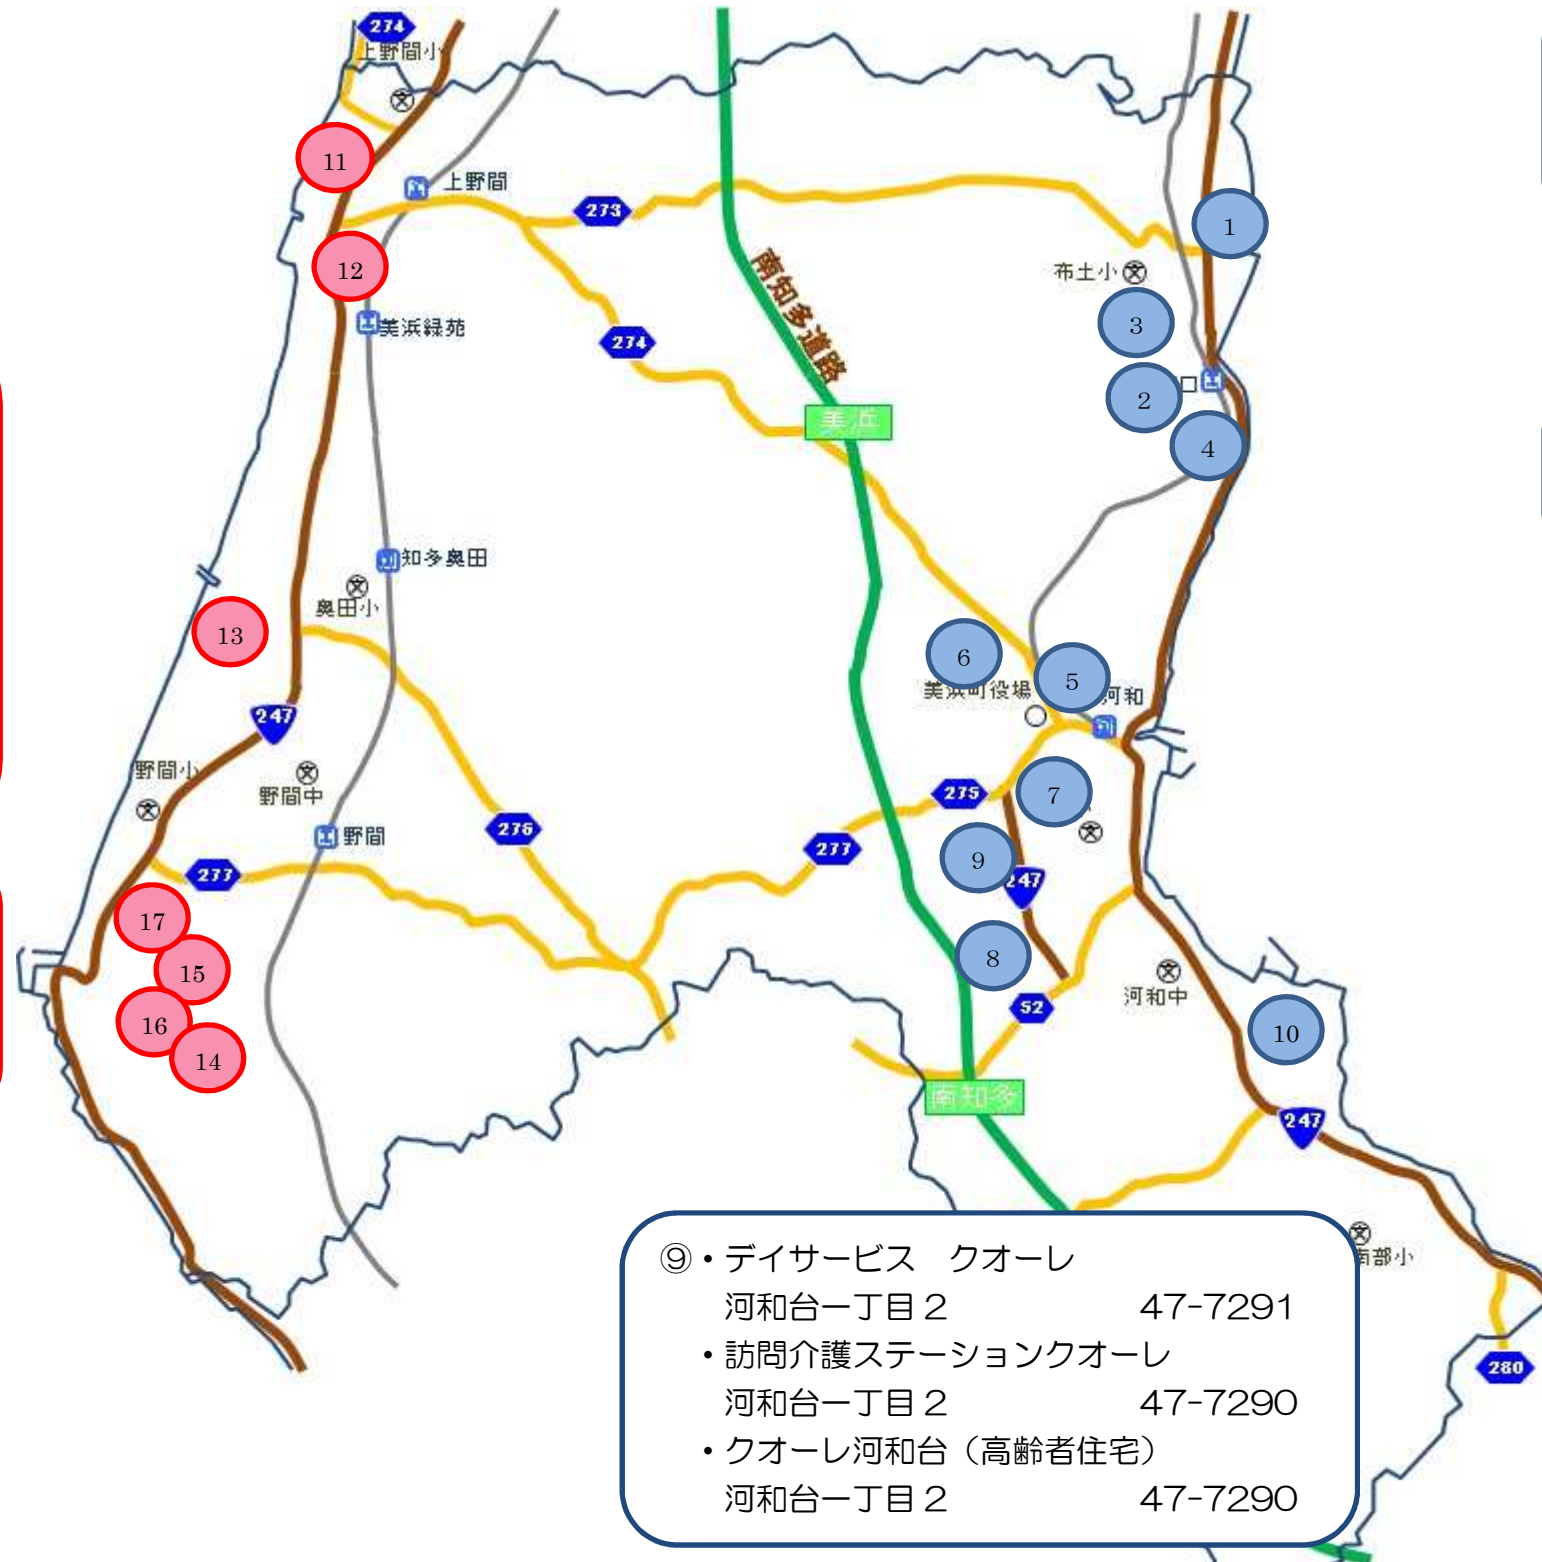 274
上野間小
11
上野間
273
1
12
布土小
南知多道路
3
美浜緑苑
274
2
美浜
4
知多奥田
奥田小
13
6
5
美浜町役場
河和
247
野間小
野間中
275
7
野間
276
277
9
277
247
17
15
8
河和中
52
16
10
14
南知多
247
南部小
⑨・デイサービス クオーレ
河和台一丁目2 47-7291
・訪問介護ステーションクオーレ
河和台一丁目2 47-7290
・クオーレ河和台（高齢者住宅）
河和台一丁目2 47-7290
280